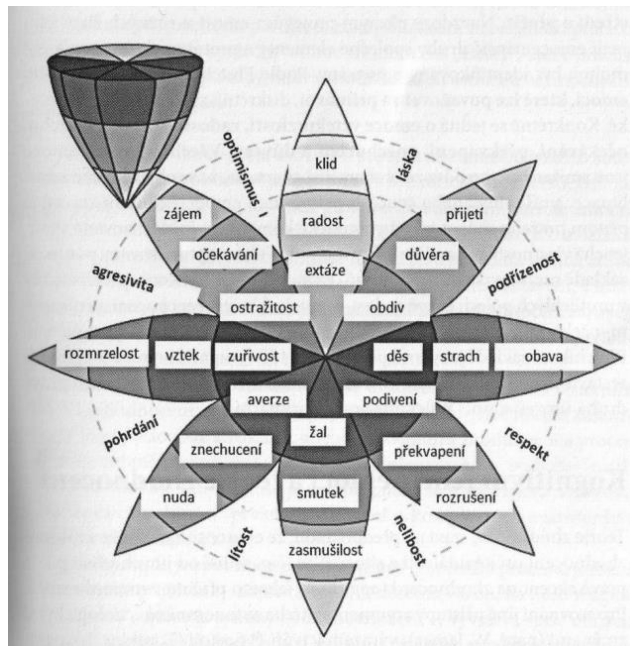 optimismus
klid
láska
zájem
radost
přijetí
očekávání
důvěra
extáze
agresivita
podřízenost
ostražitost
obdiv
rozmrzelost
vztek
zuřivost
děs
strach
obava
averze
podivení
pohrdání
žal
respekt
znechucení
překvapení
nuda
smutek
rozrušení
lítost
nelibost
zasmušilost